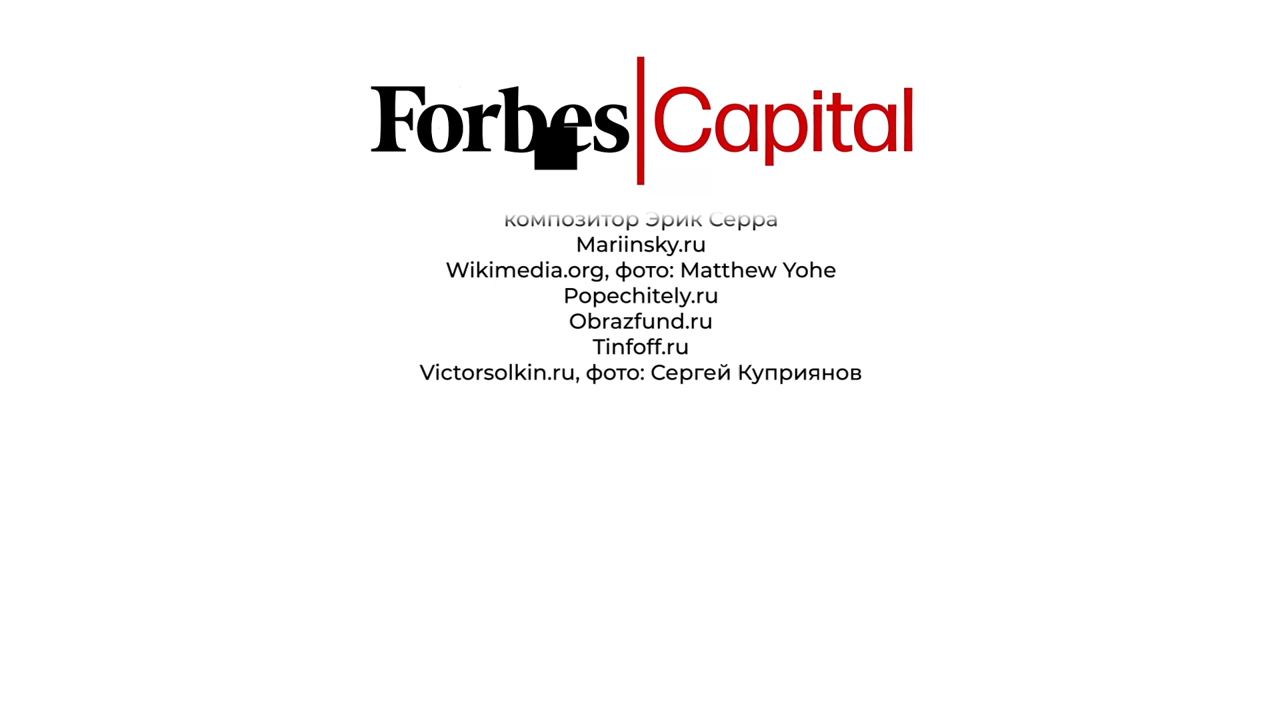 Forbes Capital
композитор Эрик Серра
Mariinsky.ru
Wikimedia.org, фото: Matthew Yohe
Popechitely.ru
Obrazfund.ru
Tinfoff.ru
Victorsolkin.ru, фото: Сергей Куприянов